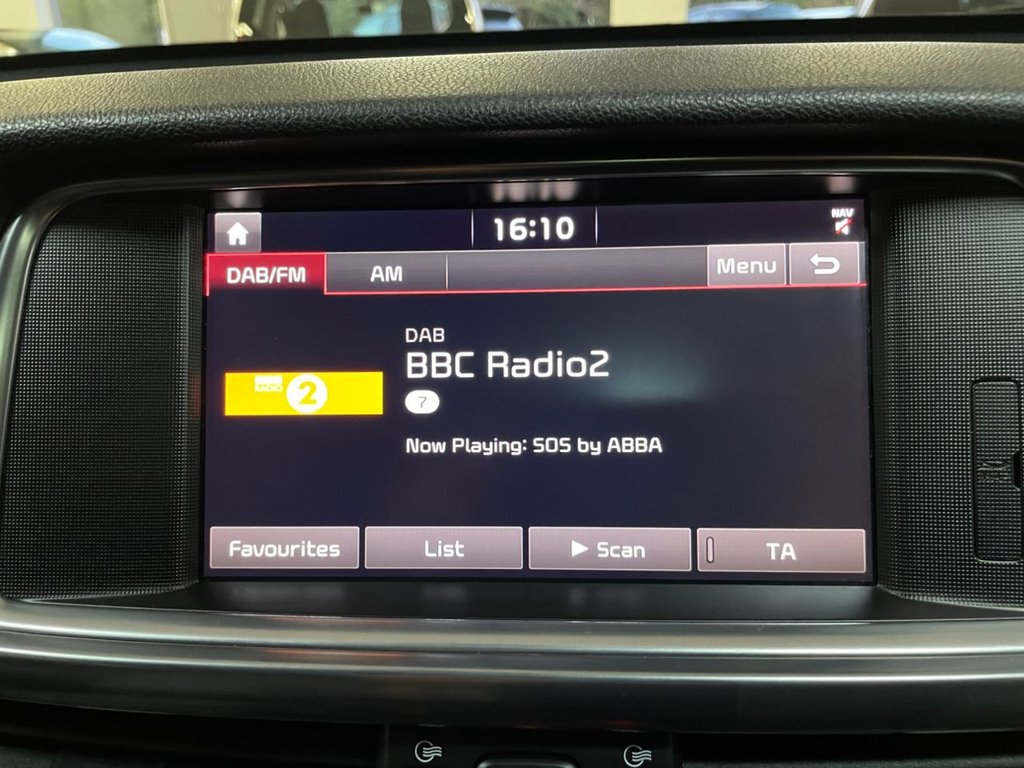 16:10
NAV
DAB/FM AM Menu
DAB
BBC Radio2
RADIO 2
7
Now Playing: SOS by ABBA
Favourites List Scan TA